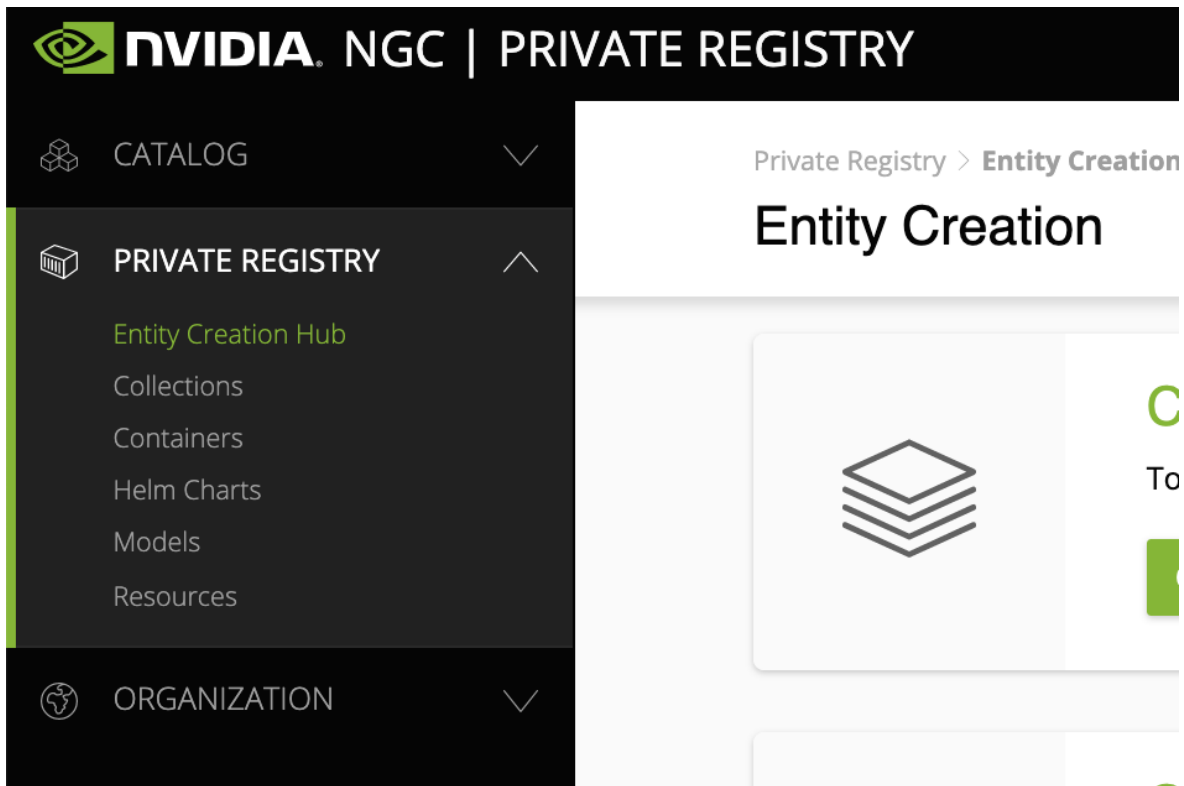 NVIDIA. NGC | PRIVATE REGISTRY
CATALOG
PRIVATE REGISTRY
Entity Creation Hub
Collections
Containers
Helm Charts
Models
Resources
ORGANIZATION
Private Registry > Entity Creation
Entity Creation
To